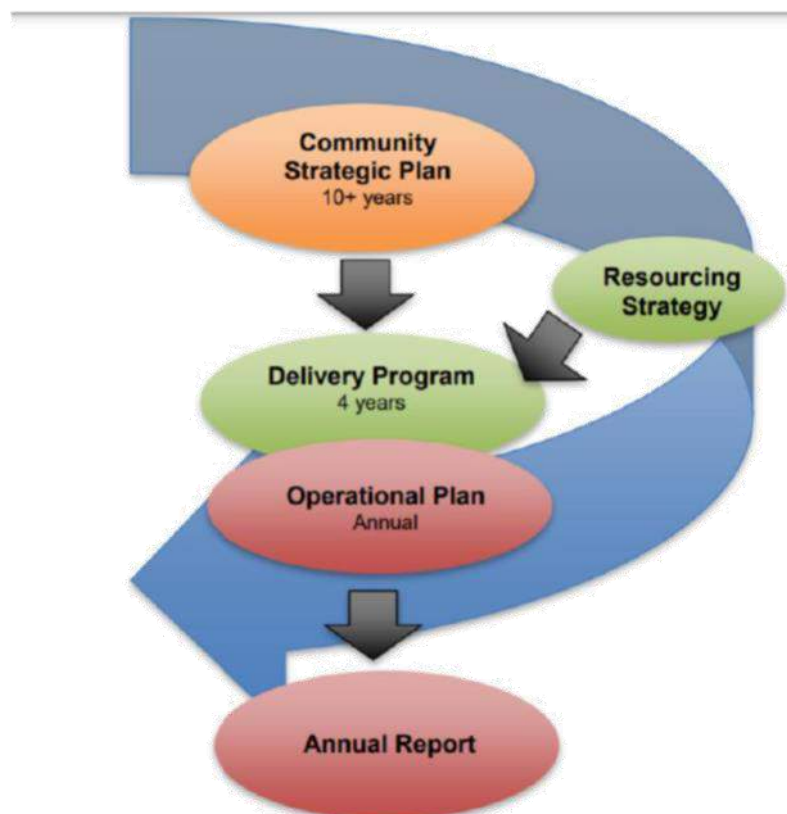 Community
Strategic Plan
10+ years
Resourcing
Strategy
Delivery Program
4 years
Operational Plan
Annual
Annual Report